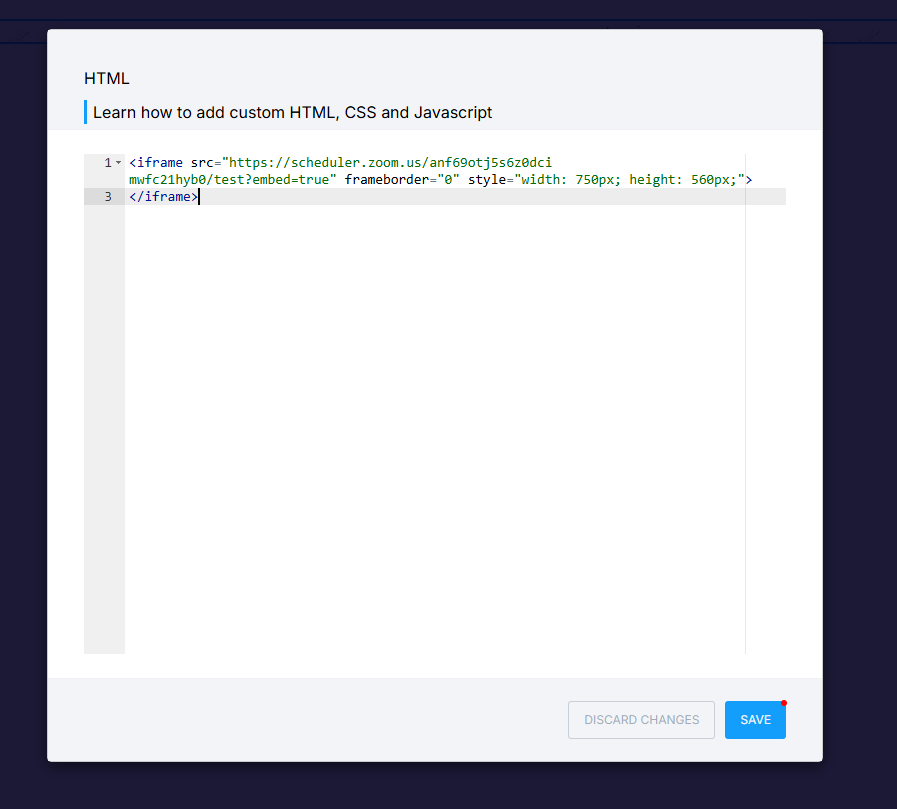 HTML
Learn how to add custom HTML, CSS and Javascript
1 <iframe src="https://scheduler.zoom.us/anf69otj5s6z0dci
mwfc21hyb0/test?embed=true" frameborder="0" style="width: 750px; height: 560px;">
3 </iframe>
DISCARD CHANGES
SAVE